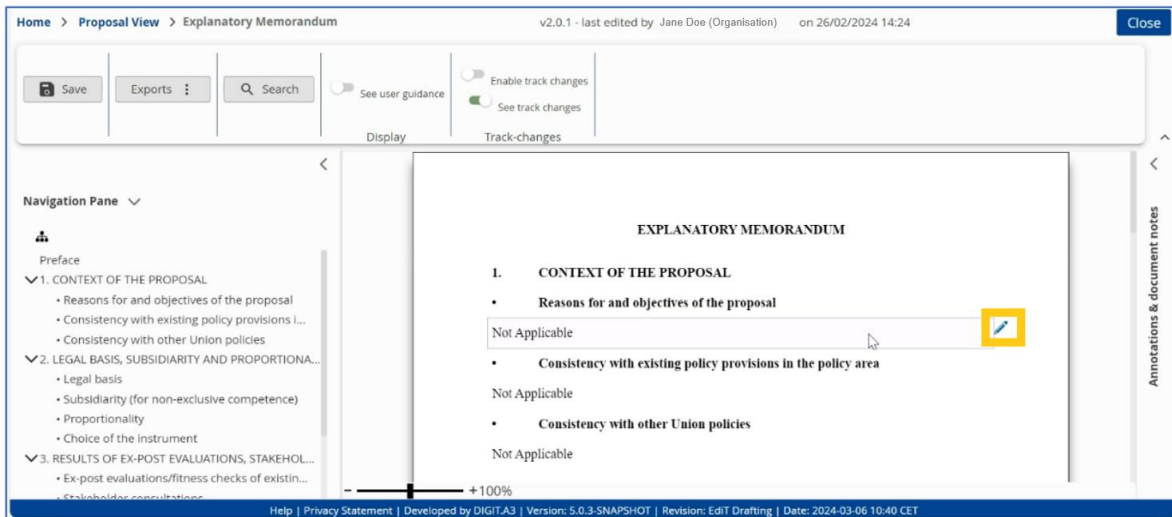 Home > Proposal View > Explanatory Memorandum
v2.0.1 - last edited by Jane Doe (Organisation) on 26/02/2024 14:24
Close
Save
Exports
Search
See user guidance
Display
Enable track changes
See track changes
Track-changes
Navigation Pane
Preface
1. CONTEXT OF THE PROPOSAL
• Reasons for and objectives of the proposal
• Consistency with existing policy provisions i...
• Consistency with other Union policies
2. LEGAL BASIS, SUBSIDIARITY AND PROPORTIONA...
• Legal basis
• Subsidiarity (for non-exclusive competence)
• Proportionality
• Choice of the instrument
3. RESULTS OF EX-POST EVALUATIONS, STAKEHOL...
• Ex-post evaluations/fitness checks of existin...
• Stakeholder consultations
EXPLANATORY MEMORANDUM
1. CONTEXT OF THE PROPOSAL
• Reasons for and objectives of the proposal
Not Applicable
• Consistency with existing policy provisions in the policy area
Not Applicable
• Consistency with other Union policies
Not Applicable
- +100%
Annotations & document notes
Help | Privacy Statement | Developed by DIGIT.A3 | Version: 5.0.3-SNAPSHOT | Revision: EdiT Drafting | Date: 2024-03-06 10:40 CET